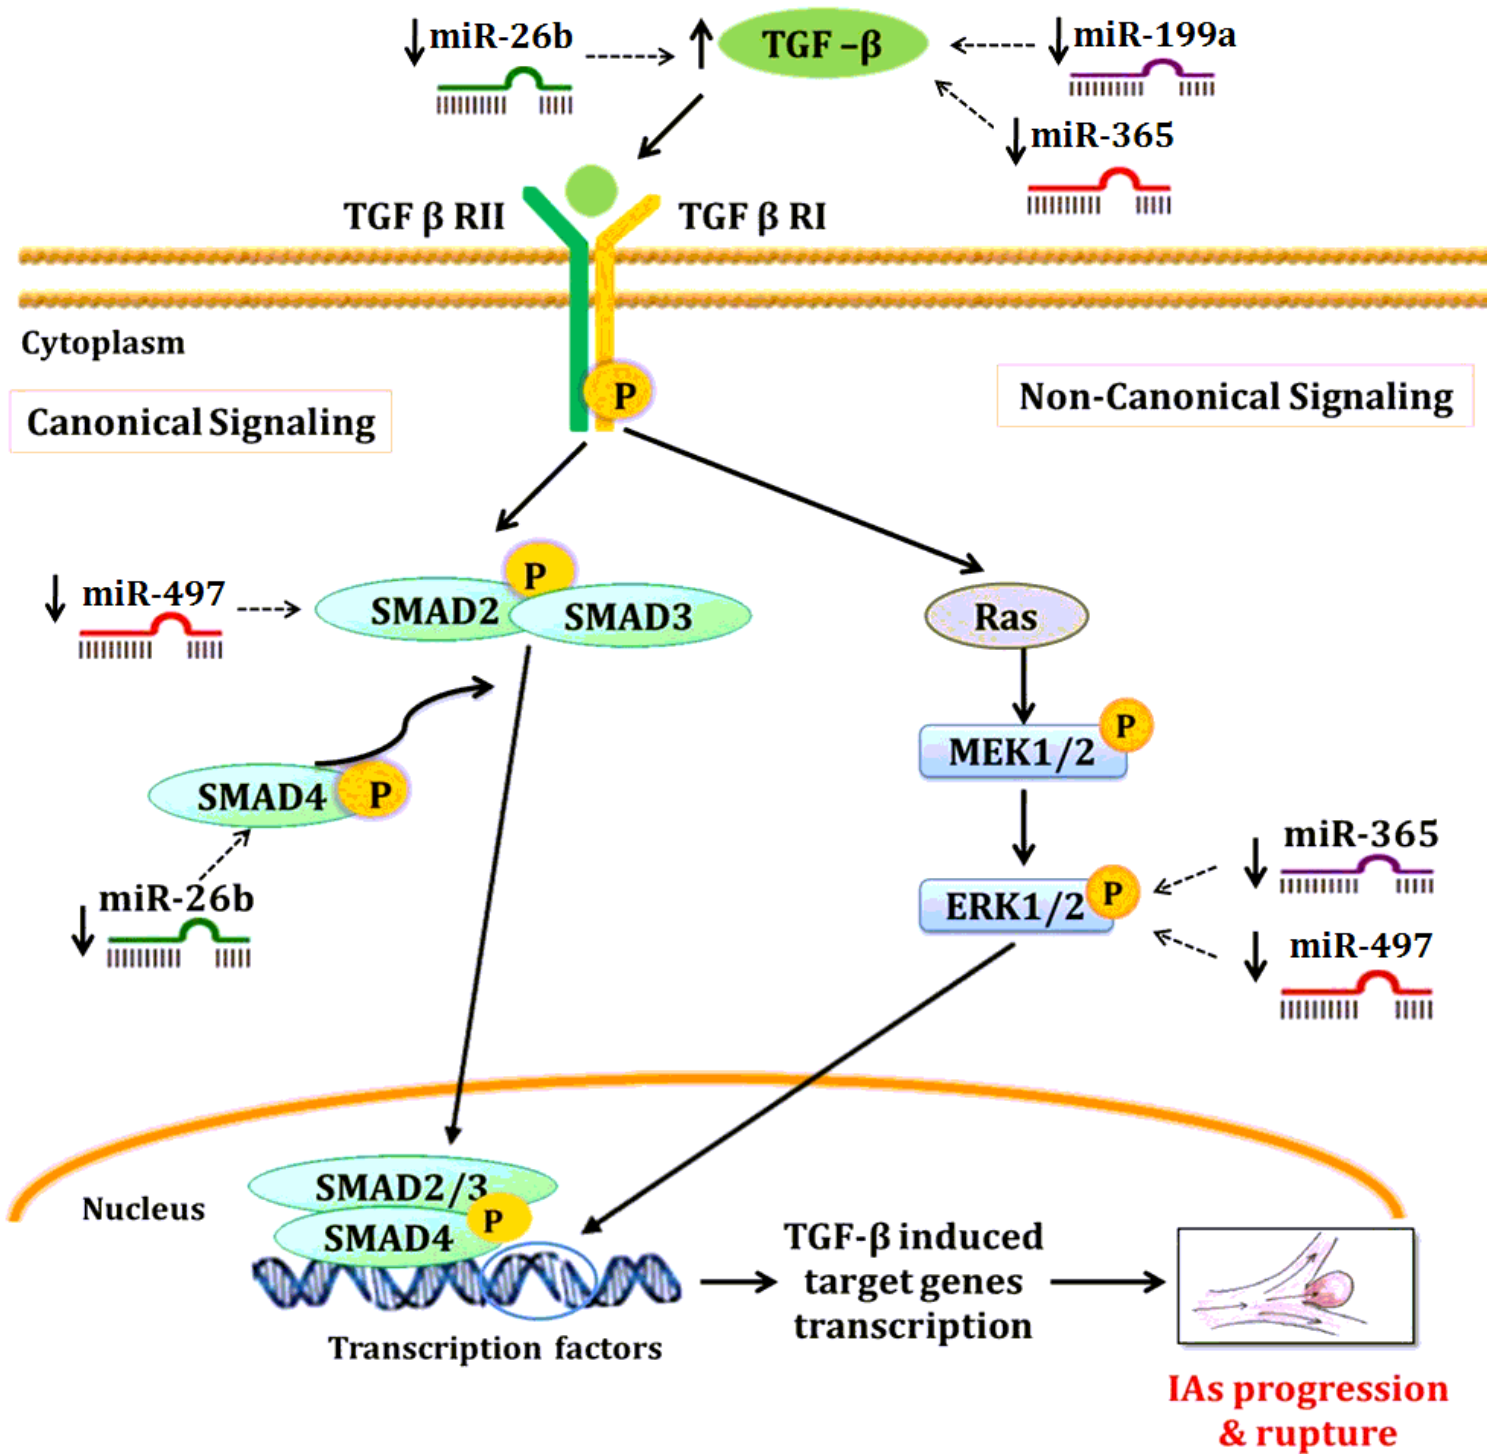 miR-26b
TGF –β
miR-199a
miR-365
TGF β RII
TGF β RI
Cytoplasm
P
Canonical Signaling
Non-Canonical Signaling
P
miR-497
SMAD2
SMAD3
Ras
P
MEK1/2
SMAD4
P
miR-365
miR-26b
ERK1/2
P
miR-497
Nucleus
SMAD2/3
P
SMAD4
TGF-β induced
target genes
transcription
Transcription factors
IAs progression
& rupture